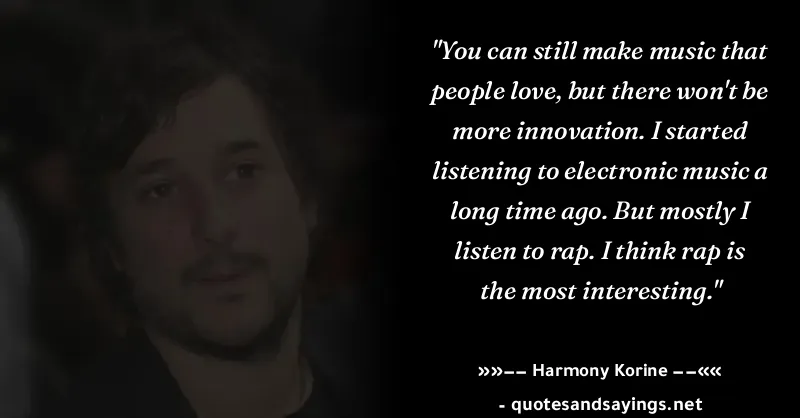 "You can still make music that
people love, but there won't be
more innovation. I started
listening to electronic music a
long time ago. But mostly I
listen to rap. I think rap is
the most interesting."
»»-- Harmony Korine --««
- quotesandsayings.net